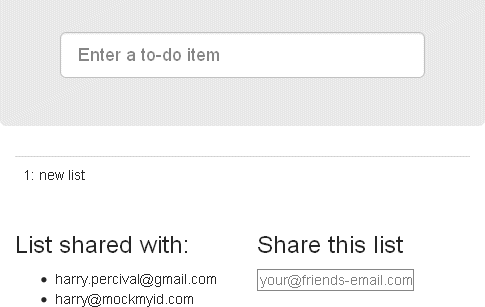 Enter a to-do item
1: new list
List shared with:
harry.percival@gmail.com
harry@mockmyid.com
Share this list
your@friends-email.com